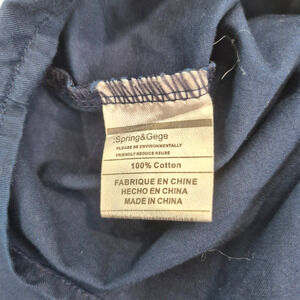 Spring&Gege
PLEASE BE ENVIRONMENTALLY
FRIENDLY REDUCE REUSE
100% Cotton
FABRIQUE EN CHINE
HECHO EN CHINA
MADE IN CHINA